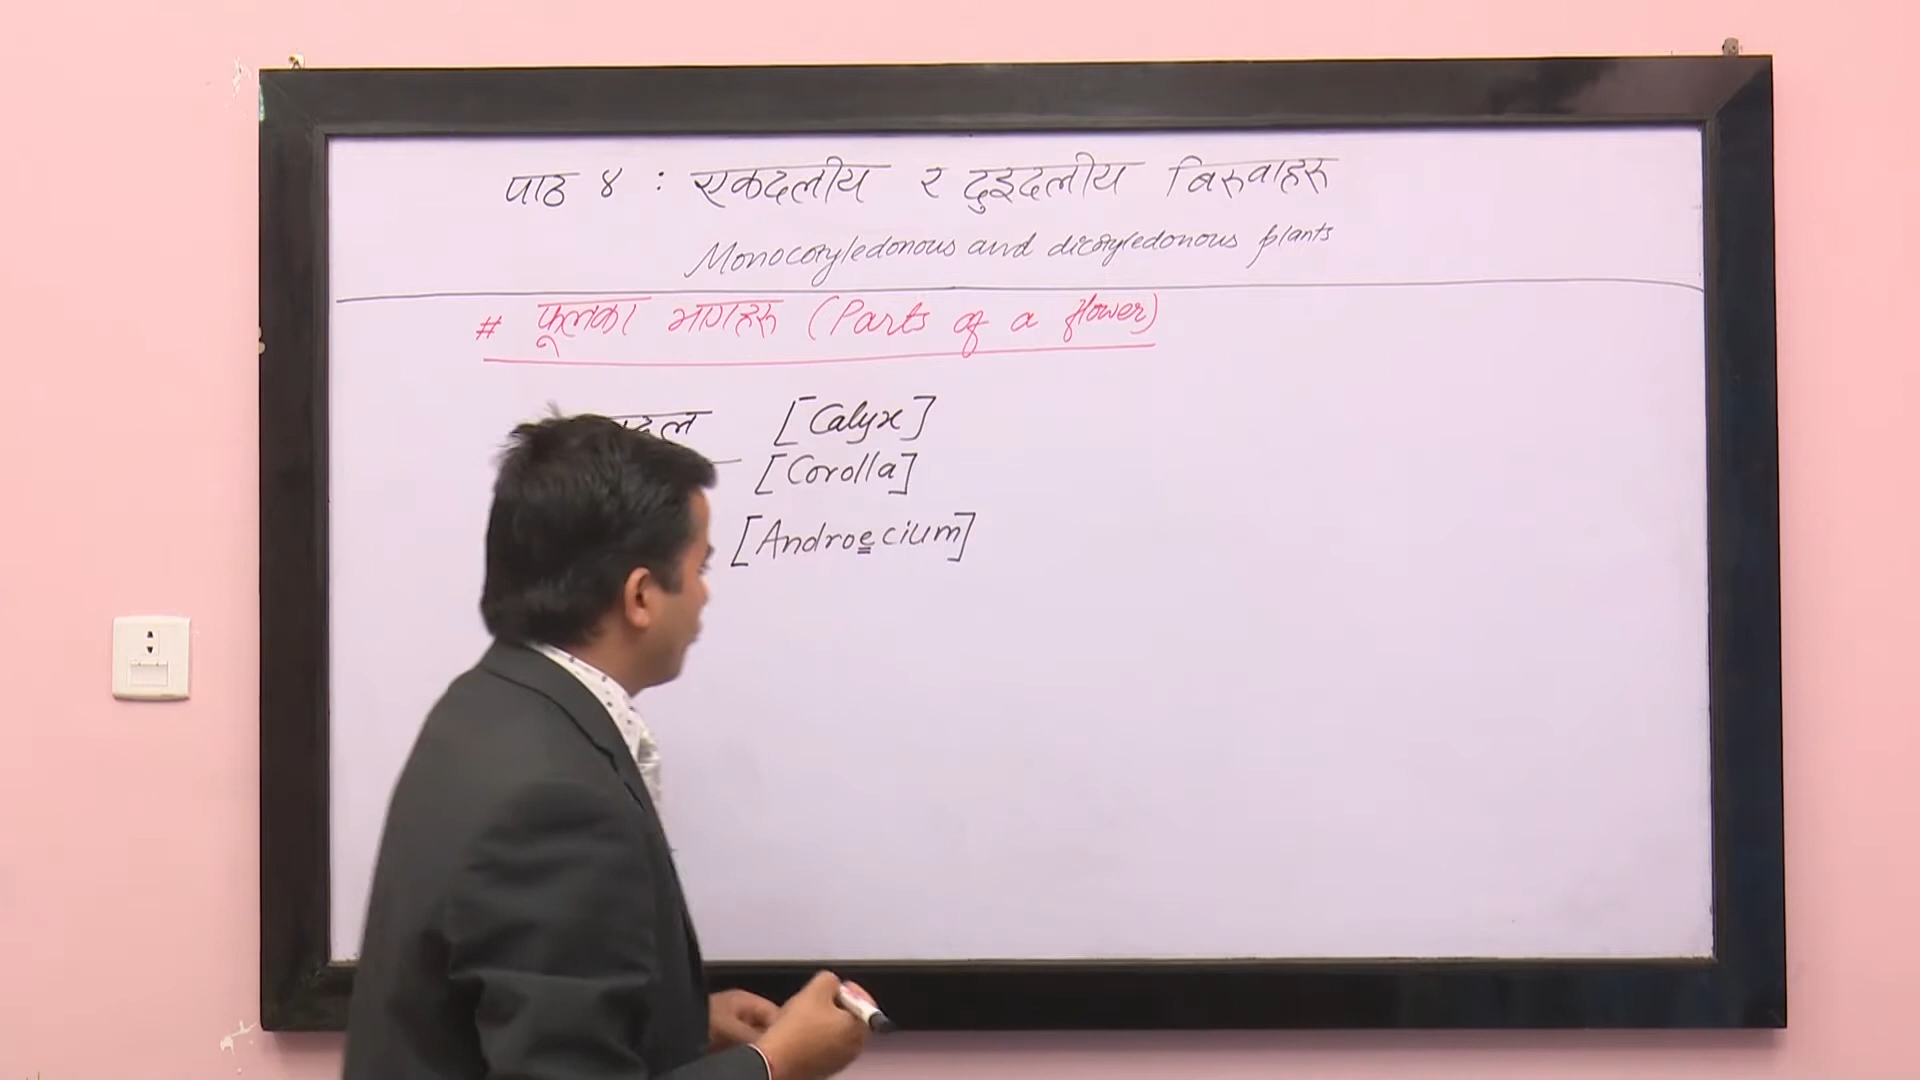 पाठ ४ : एकदलीय र दुइदलीय बिरुवाहरु
Monocotyledonous and dicotyledonous plants
# फूलका भागहरु (Parts of a flower)
[Calyx]
[Corolla]
[Androecium]